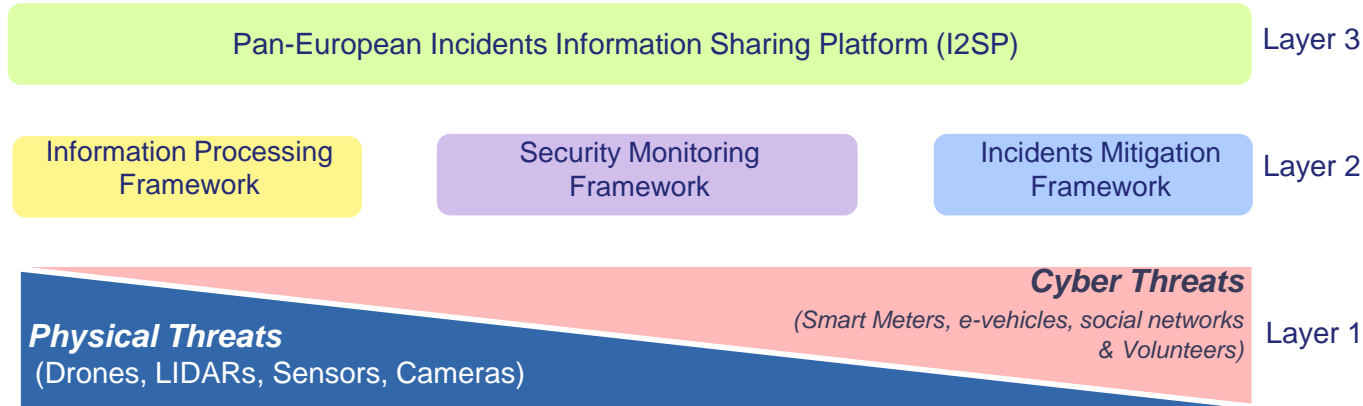 Pan-European Incidents Information Sharing Platform (I2SP)
Layer 3
Information Processing
Framework
Security Monitoring
Framework
Incidents Mitigation
Framework
Layer 2
Cyber Threats
(Smart Meters, e-vehicles, social networks
& Volunteers)
Physical Threats
(Drones, LIDARs, Sensors, Cameras)
Layer 1